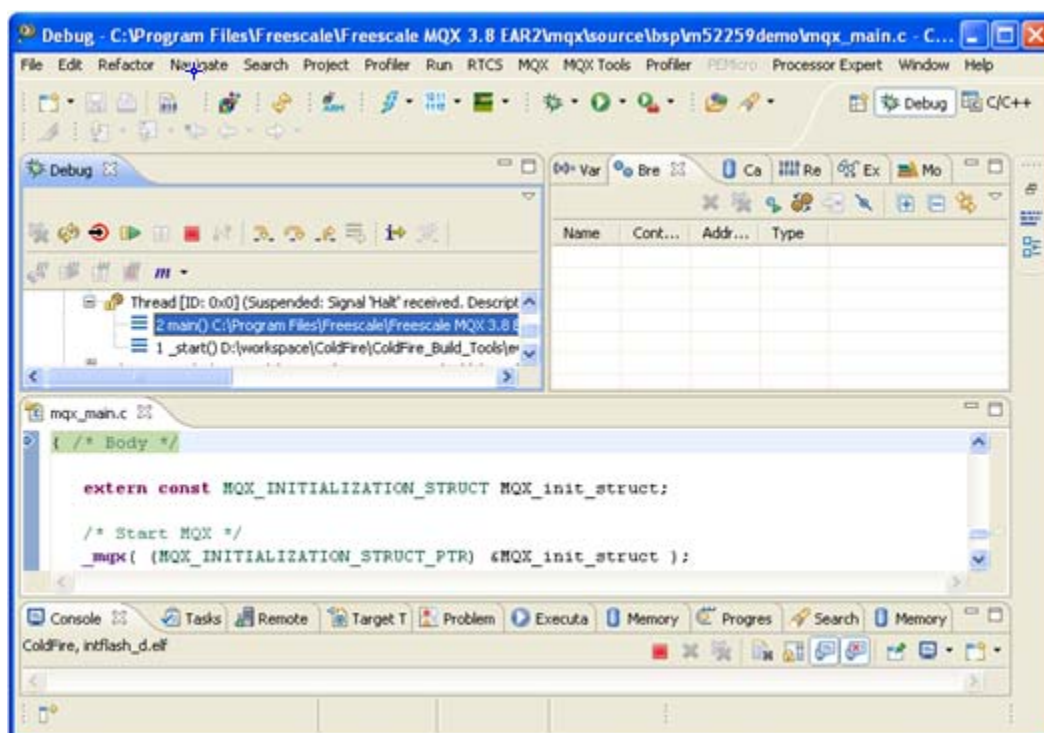 Debug - C:\Program Files\Freescale\Freescale MQX 3.8 EAR2\mqx\source\bsp\m52259demo\mqx_main.c - C...
File Edit Refactor Navigate Search Project Profiler Run RTCS MQX MQX Tools Profiler PEMicro Processor Expert Window Help
Debug C/C++
Debug
(x)= Var Bre Ca Re Ex Mo
Name Cont... Addr... Type
Thread [ID: 0x0] (Suspended: Signal 'Halt' received. Descript
2 main() C:\Program Files\Freescale\Freescale MQX 3.8
1 _start() D:\workspace\ColdFire\ColdFire_Build_Tools\
mqx_main.c
{ /* Body */
extern const MQX_INITIALIZATION_STRUCT MQX_init_struct;
/* Start MQX */
_mqx( (MQX_INITIALIZATION_STRUCT_PTR) &MQX_init_struct );
Console Tasks Remote Target T Problem Executa Memory Progres Search Memory
ColdFire, intflash_d.elf